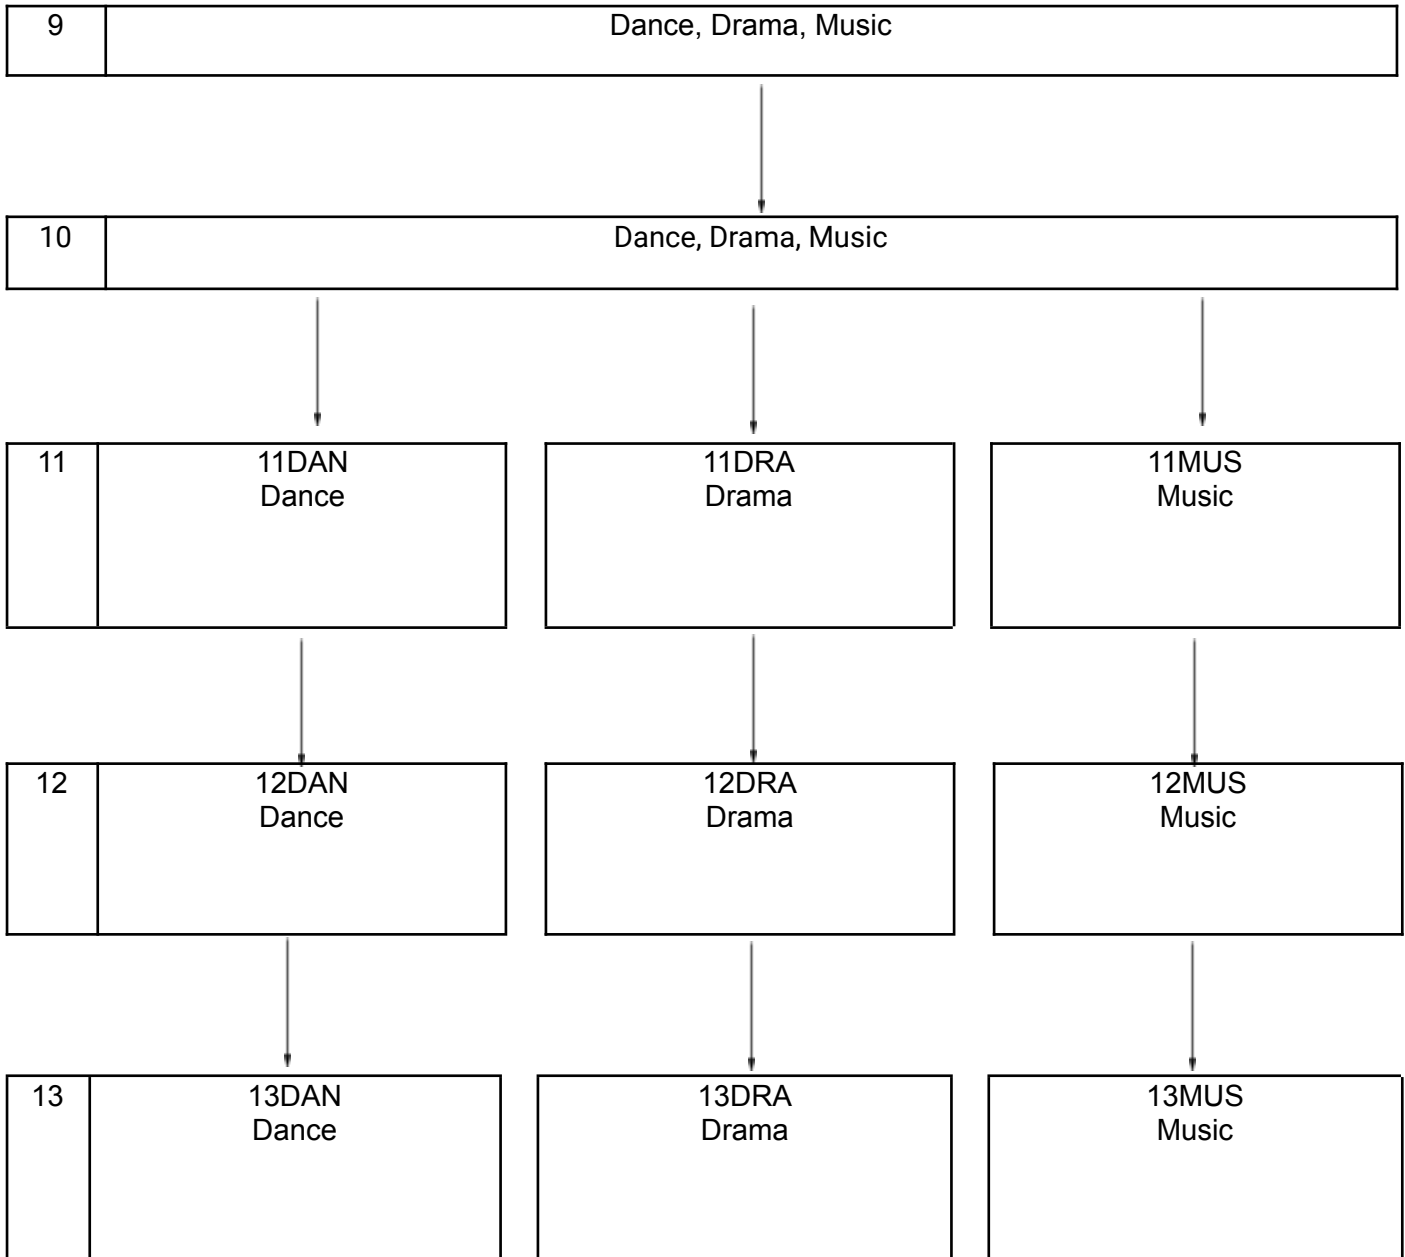 9
Dance, Drama, Music
10
Dance, Drama, Music
11
11DAN
Dance
11DRA
Drama
11MUS
Music
12
12DAN
Dance
12DRA
Drama
12MUS
Music
13
13DAN
Dance
13DRA
Drama
13MUS
Music